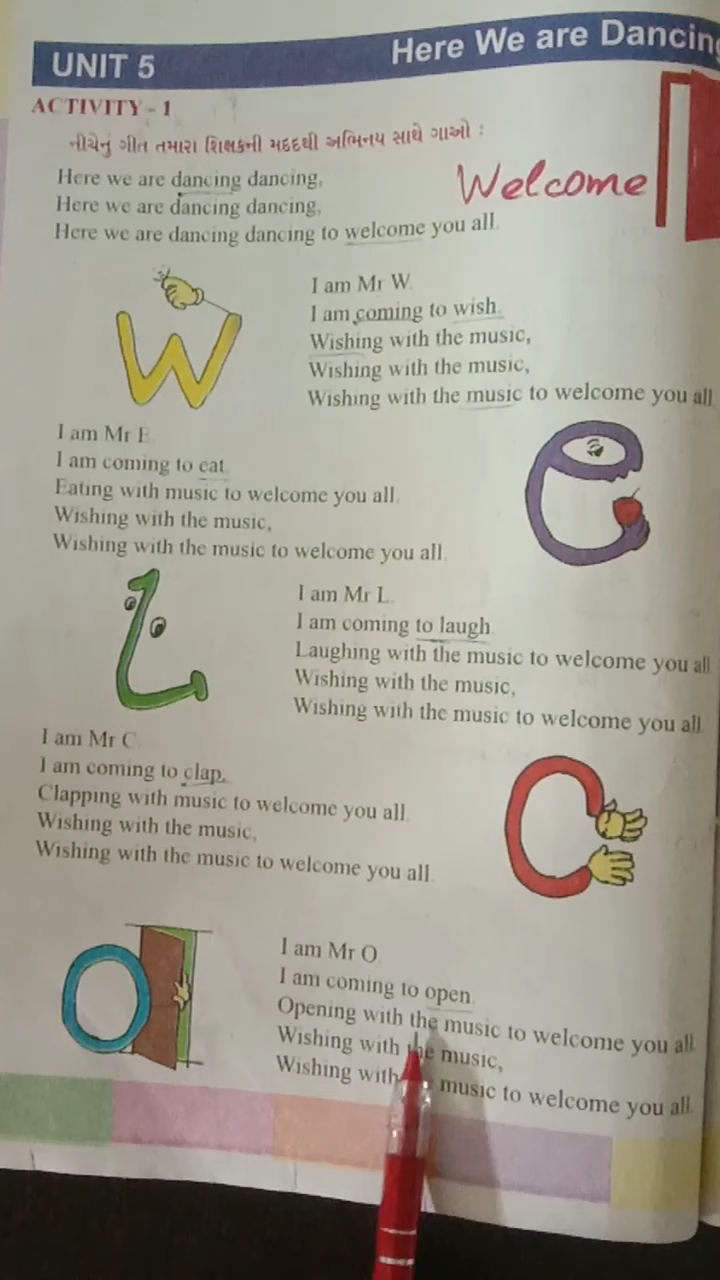 UNIT 5
Here We are Dancing
ACTIVITY - 1
નીચેનું ગીત તમારા શિક્ષકની મદદથી અભિનય સાથે ગાઓ :
Here we are dancing dancing,
Here we are dancing dancing,
Here we are dancing dancing to welcome you all.
Welcome
I am Mr W.
I am coming to wish.
Wishing with the music,
Wishing with the music,
Wishing with the music to welcome you all.
I am Mr E.
I am coming to eat.
Eating with music to welcome you all.
Wishing with the music,
Wishing with the music to welcome you all.
I am Mr L.
I am coming to laugh.
Laughing with the music to welcome you all.
Wishing with the music,
Wishing with the music to welcome you all.
I am Mr C.
I am coming to clap.
Clapping with music to welcome you all.
Wishing with the music,
Wishing with the music to welcome you all.
I am Mr O.
I am coming to open.
Opening with the music to welcome you all.
Wishing with the music,
Wishing with music to welcome you all.